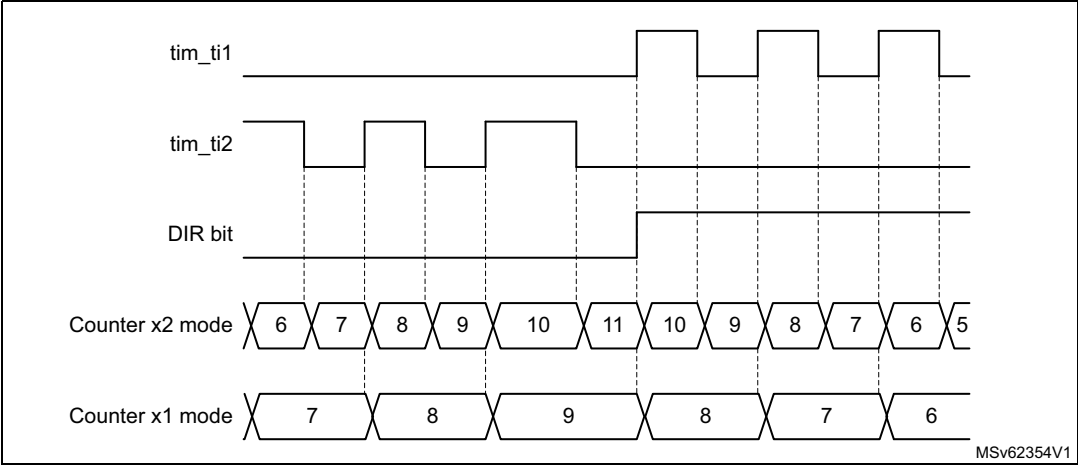 tim_ti1
tim_ti2
DIR bit
Counter x2 mode 6 7 8 9 10 11 10 9 8 7 6 5
Counter x1 mode 7 8 9 8 7 6
MSv62354V1